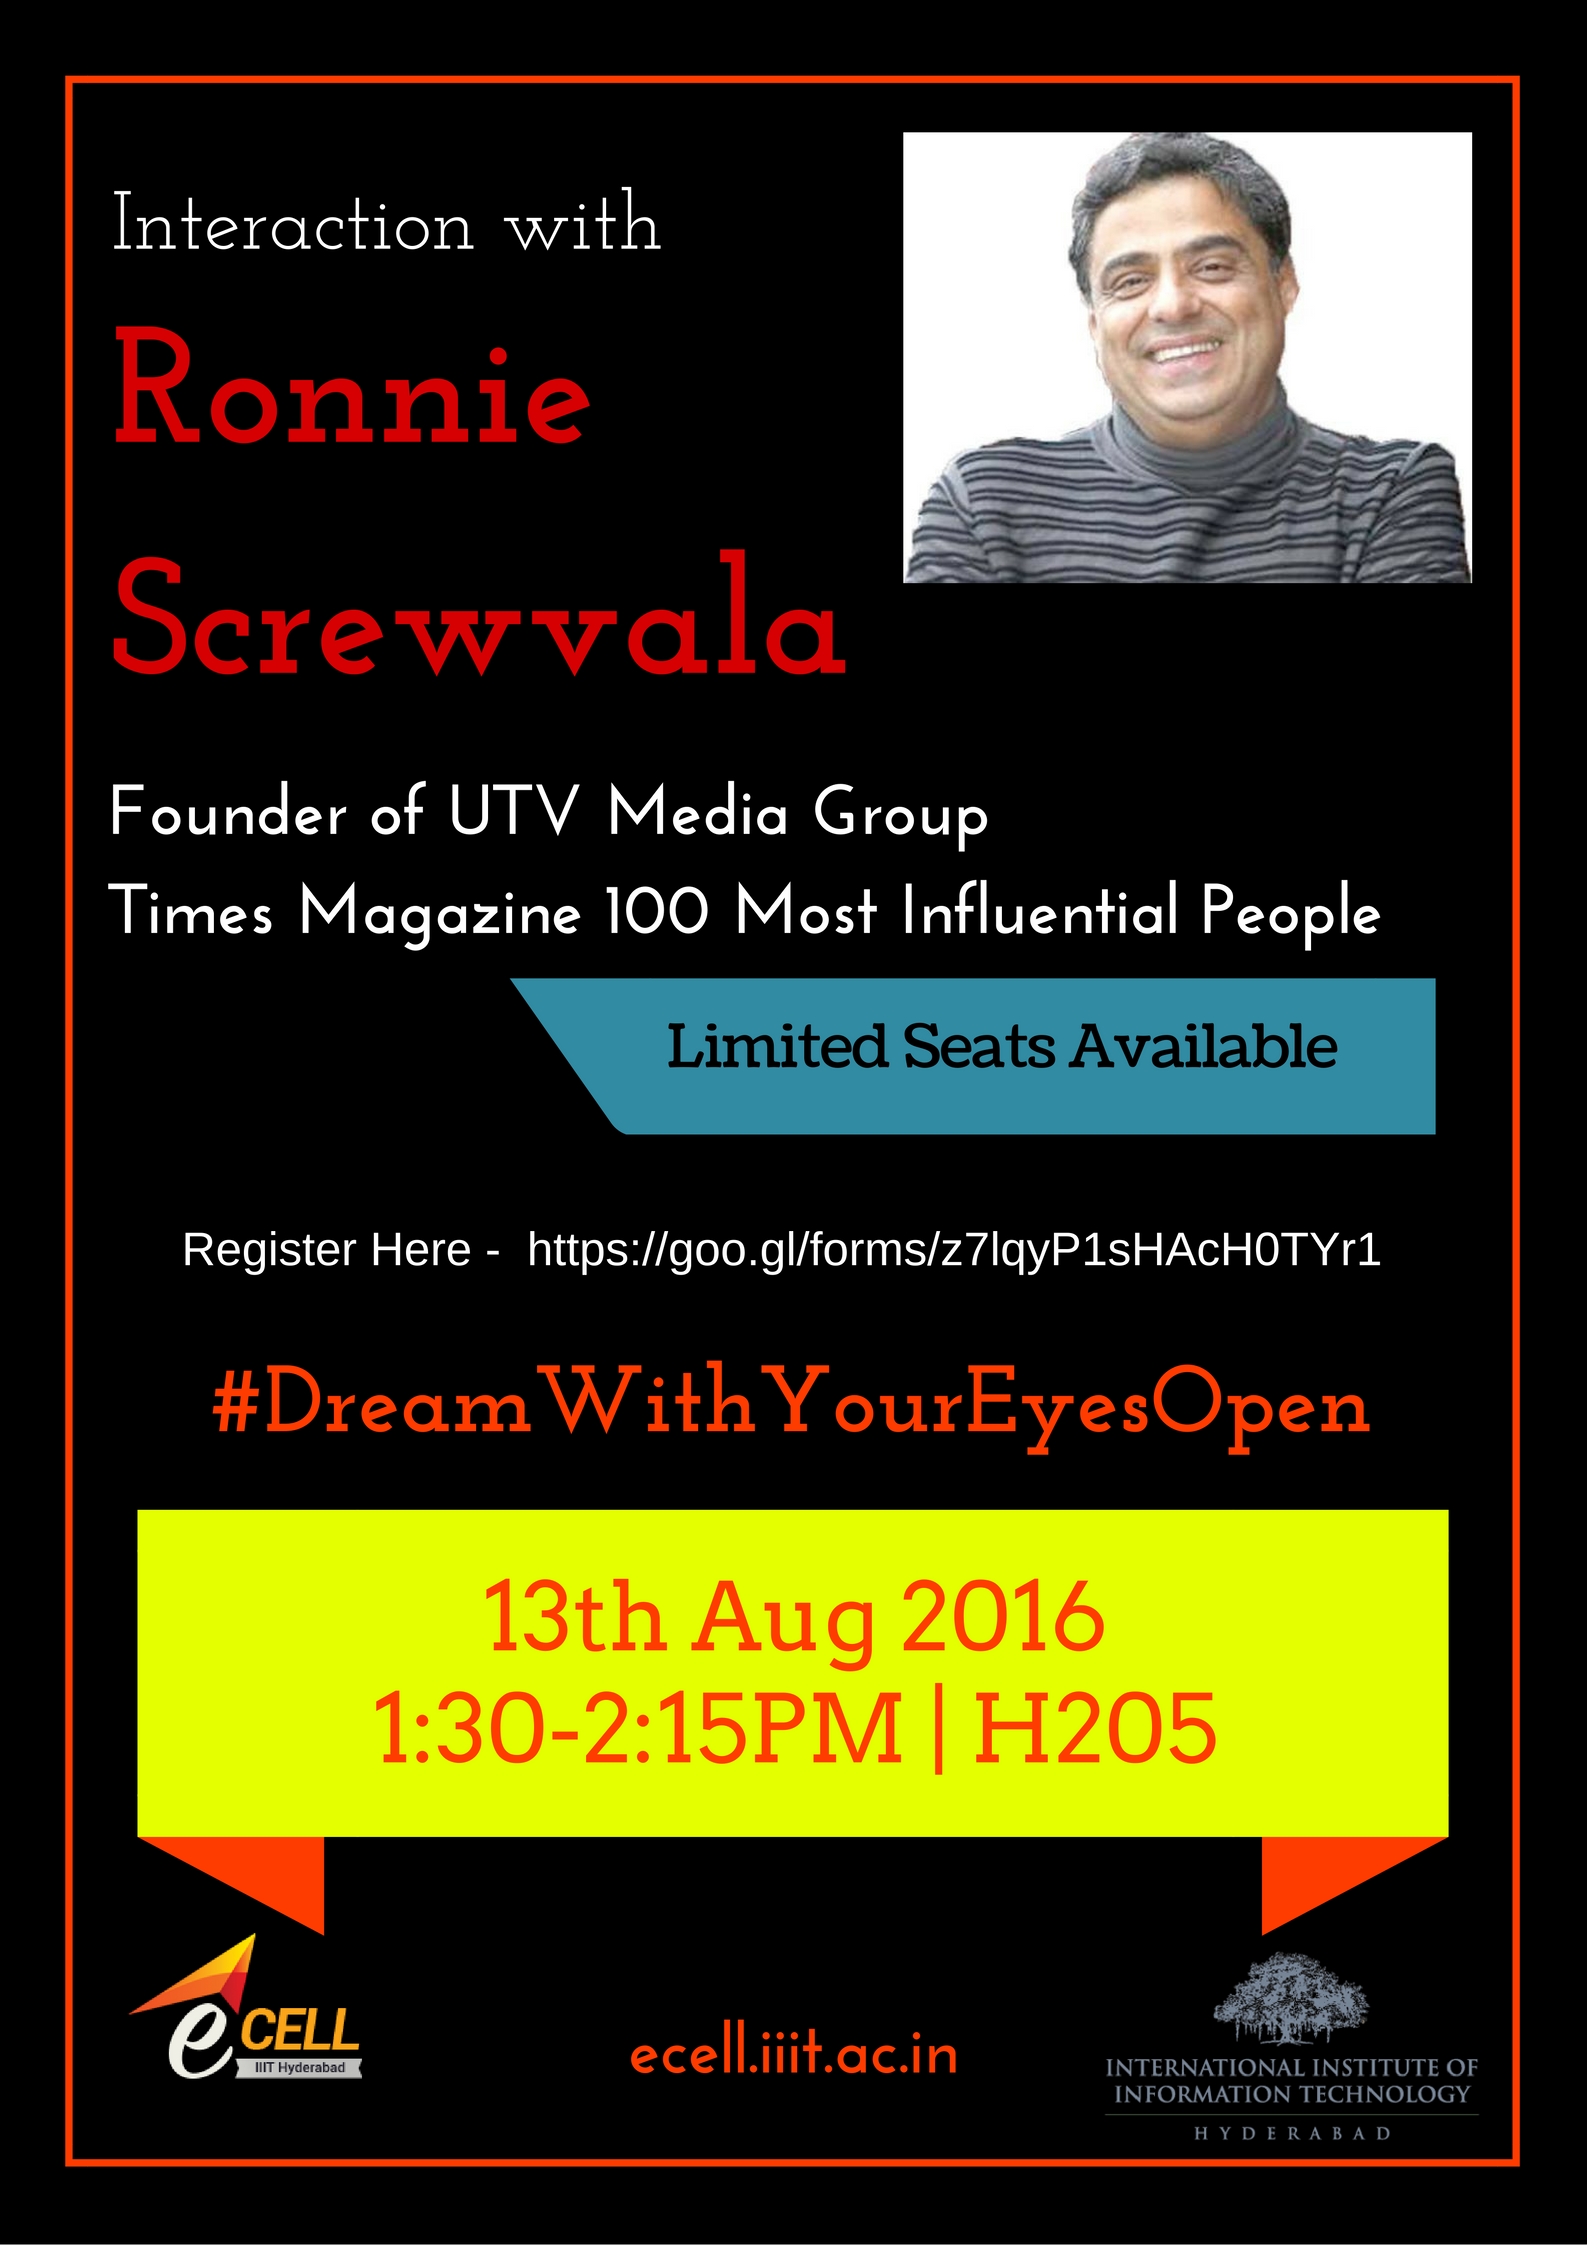 Interaction with
Ronnie
Screwvala
Founder of UTV Media Group
Times Magazine 100 Most Influential People
Limited Seats Available
Register Here -  https://goo.gl/forms/z7lqyP1sHAcH0TYr1
#DreamWithYourEyesOpen
13th Aug 2016
1:30-2:15PM | H205
eCELL
IIIT Hyderabad
ecell.iiit.ac.in
INTERNATIONAL INSTITUTE OF
INFORMATION TECHNOLOGY
HYDERABAD